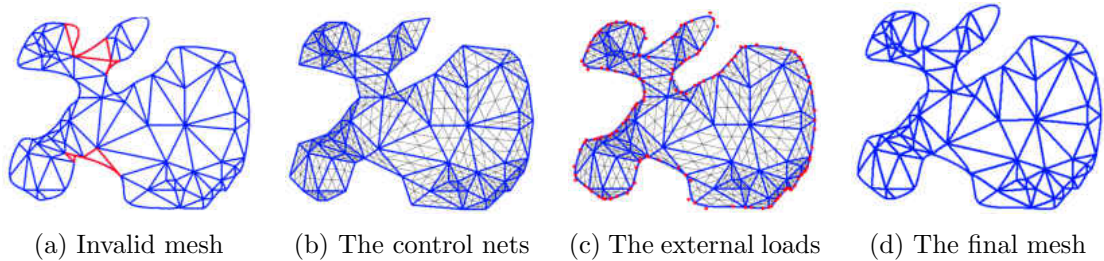 (a) Invalid mesh
(b) The control nets
(c) The external loads
(d) The final mesh